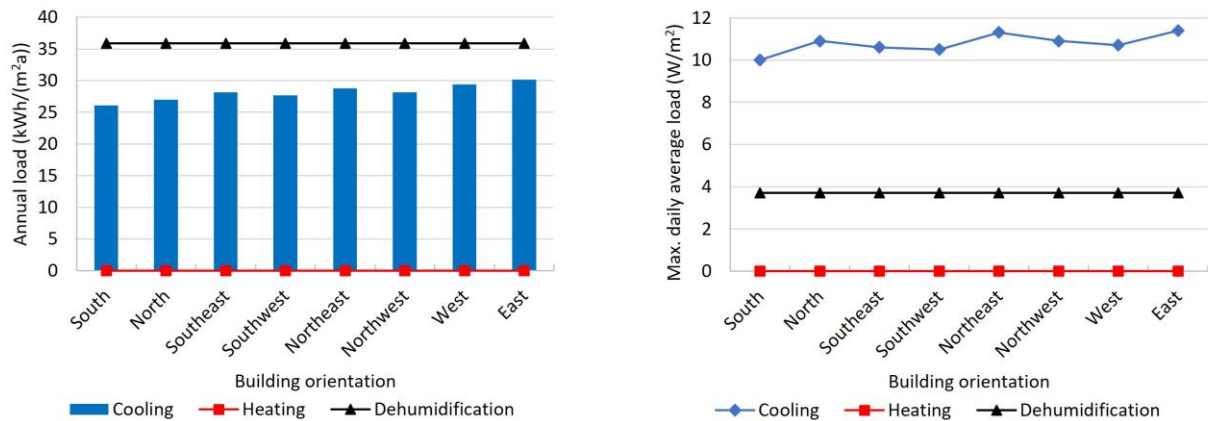 Annual load (kWh/(m²a))
40
35
30
25
20
15
10
5
0
South
North
Southeast
Southwest
Northeast
Northwest
West
East
Building orientation
Cooling
Heating
Dehumidification
Max. daily average load (W/m²)
12
10
8
6
4
2
0
South
North
Southeast
Southwest
Northeast
Northwest
West
East
Building orientation
Cooling
Heating
Dehumidification